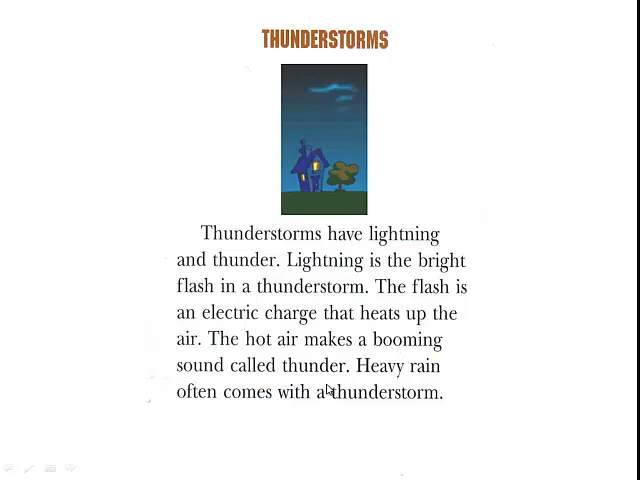 THUNDERSTORMS
Thunderstorms have lightning
and thunder. Lightning is the bright
flash in a thunderstorm. The flash is
an electric charge that heats up the
air. The hot air makes a booming
sound called thunder. Heavy rain
often comes with a thunderstorm.